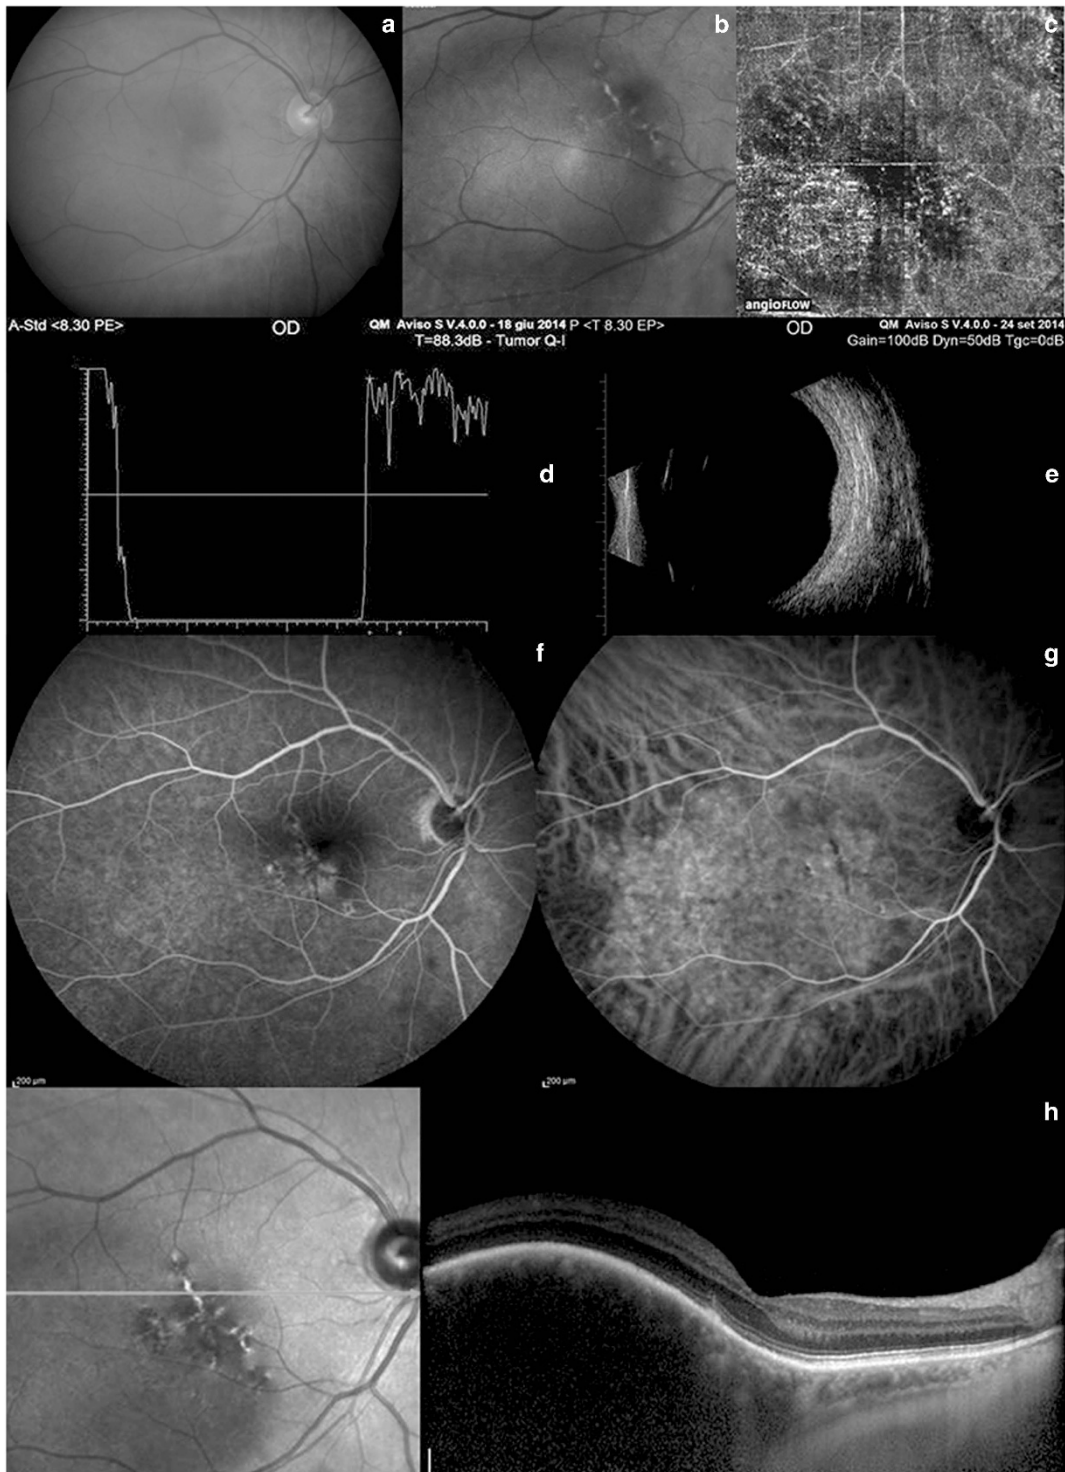 a
b
c
angioFLOW
A-Std <8.30 PE>
OD
QM Aviso S V.4.0.0 - 18 giu 2014
T=88.3dB - Tumor Q-I
P <T 8.30 EP>
OD
QM Aviso S V.4.0.0 - 24 set 2014
Gain=100dB Dyn=50dB Tgc=0dB
d
e
f
g
200 µm
200 µm
h